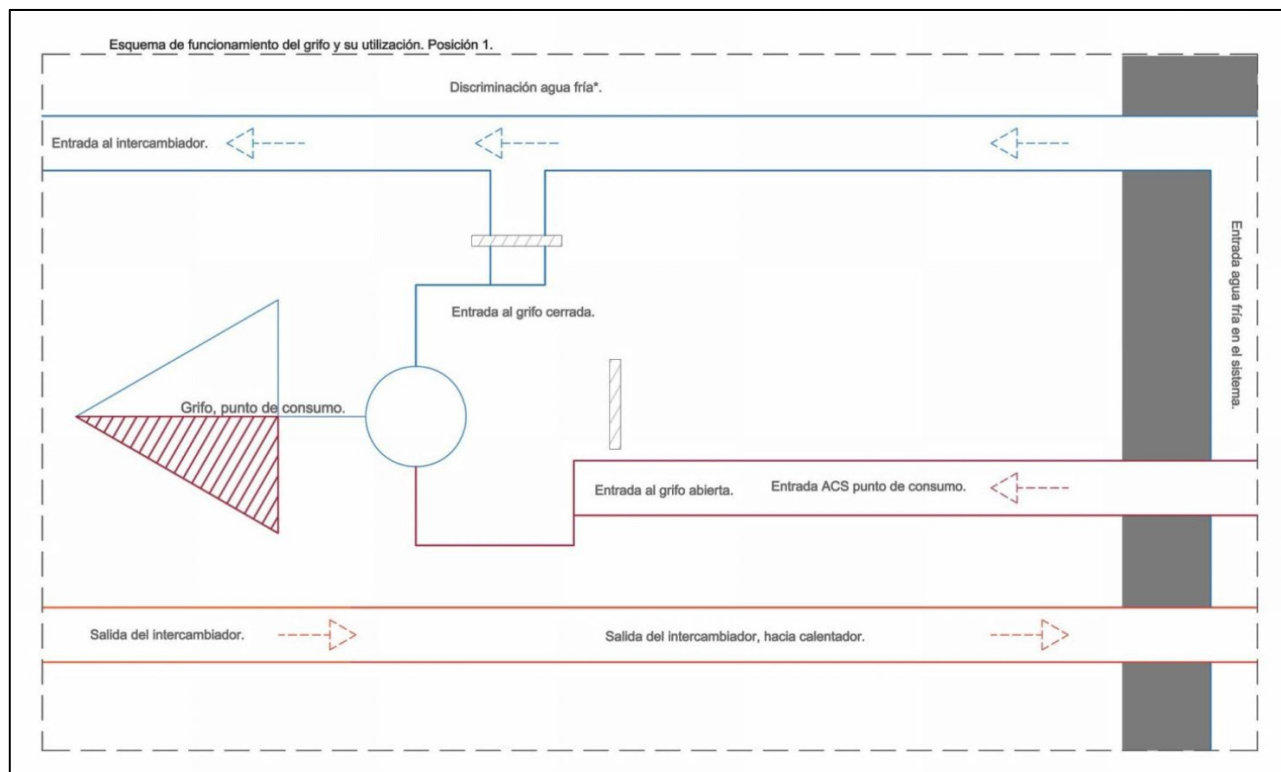 Esquema de funcionamiento del grifo y su utilización. Posición 1.
Discriminación agua fría*.
Entrada al intercambiador.
Entrada agua fría en el sistema.
Entrada al grifo cerrada.
Grifo, punto de consumo.
Entrada al grifo abierta.
Entrada ACS punto de consumo.
Salida del intercambiador.
Salida del intercambiador, hacia calentador.